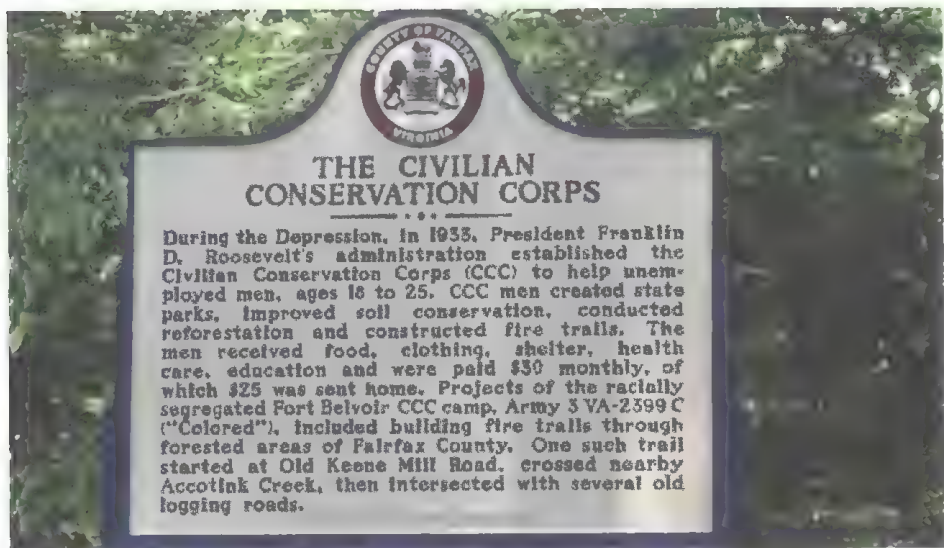 COUNTY OF FAIRFAX
VIRGINIA
THE CIVILIAN
CONSERVATION CORPS
During the Depression, in 1933, President Franklin
D. Roosevelt's administration established the
Civilian Conservation Corps (CCC) to help unem-
ployed men, ages 18 to 25. CCC men created state
parks, improved soil conservation, conducted
reforestation and constructed fire trails. The
men received food, clothing, shelter, health
care, education and were paid $30 monthly, of
which $25 was sent home. Projects of the racially
segregated Fort Belvoir CCC camp, Army 3 VA-2399 C
("Colored"), included building fire trails through
forested areas of Fairfax County. One such trail
started at Old Keene Mill Road, crossed nearby
Accotink Creek, then intersected with several old
logging roads.